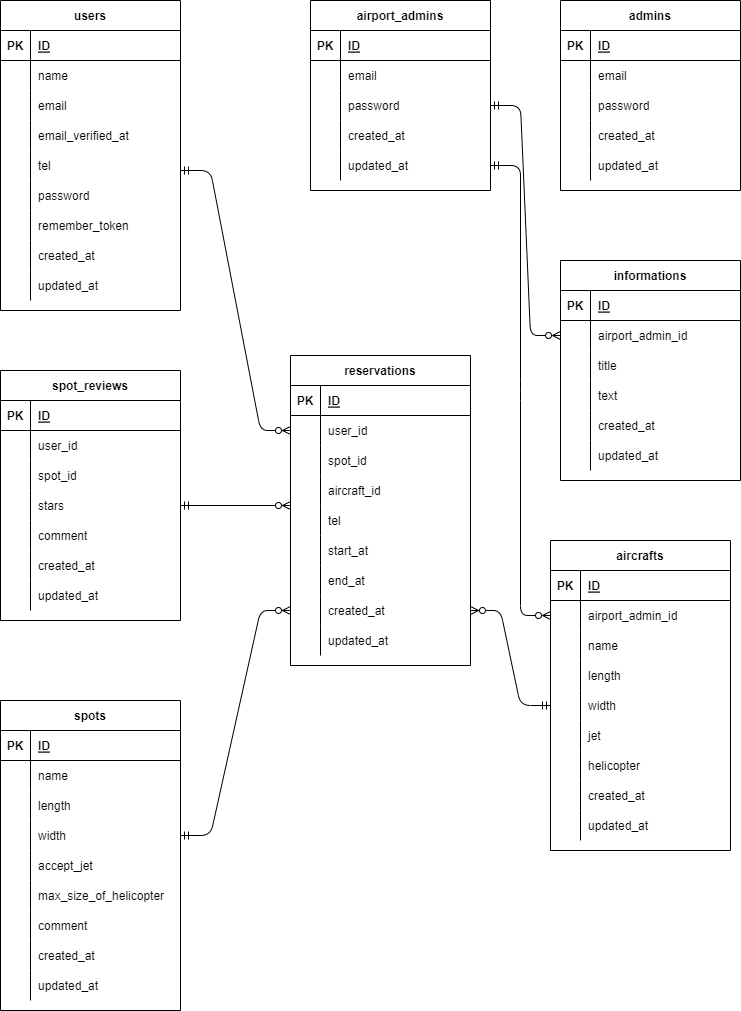 users
PK ID
name
email
email_verified_at
tel
password
remember_token
created_at
updated_at
airport_admins
PK ID
email
password
created_at
updated_at
admins
PK ID
email
password
created_at
updated_at
informations
PK ID
airport_admin_id
title
text
created_at
updated_at
spot_reviews
PK ID
user_id
spot_id
stars
comment
created_at
updated_at
reservations
PK ID
user_id
spot_id
aircraft_id
tel
start_at
end_at
created_at
updated_at
aircrafts
PK ID
airport_admin_id
name
length
width
jet
helicopter
created_at
updated_at
spots
PK ID
name
length
width
accept_jet
max_size_of_helicopter
comment
created_at
updated_at